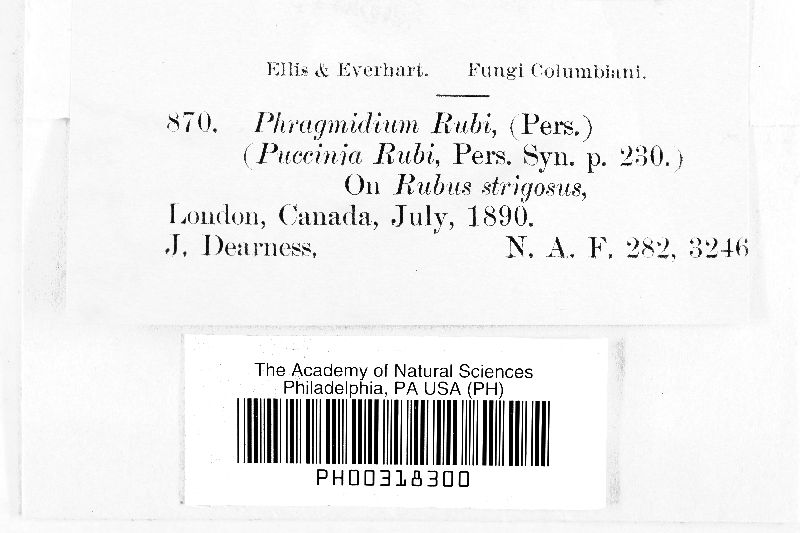 Ellis & Everhart. Fungi Columbiani.
870. Phragmidium Rubi, (Pers.)
(Puccinia Rubi, Pers. Syn. p. 230.)
On Rubus strigosus,
London, Canada, July, 1890.
J. Dearness. N. A. F. 282, 3246
The Academy of Natural Sciences
Philadelphia, PA USA (PH)
PH00318300